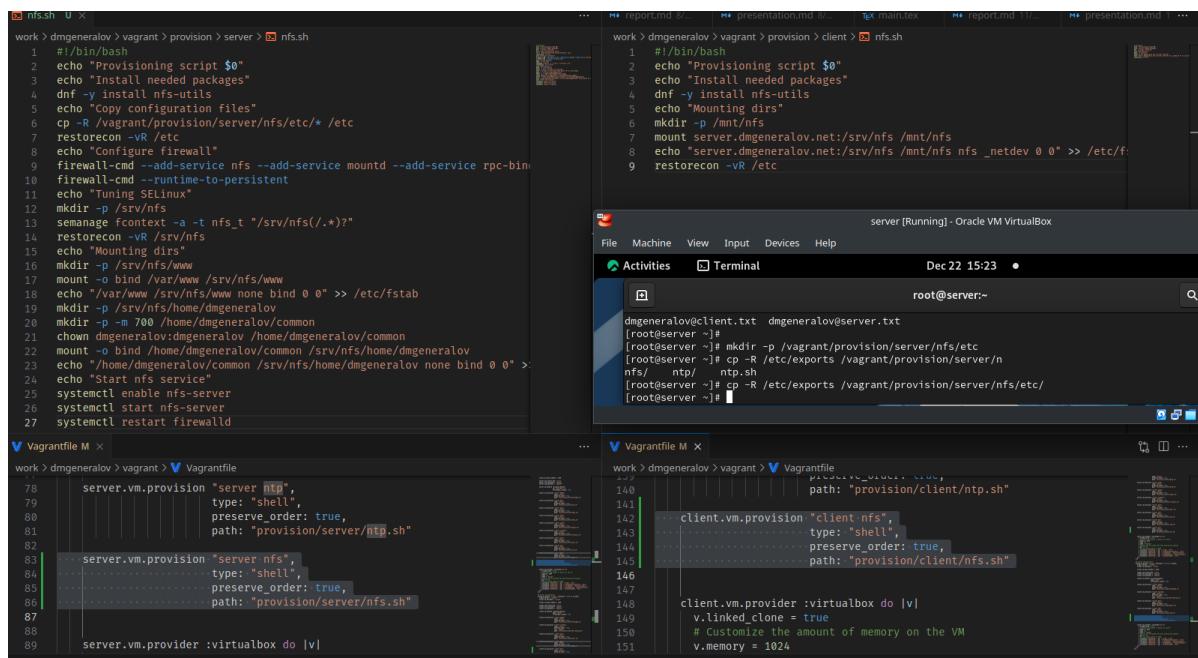 nfs.sh U ×
work > dmgeneralov > vagrant > provision > server > nfs.sh
1 #!/bin/bash
2 echo "Provisioning script $0"
3 echo "Install needed packages"
4 dnf -y install nfs-utils
5 echo "Copy configuration files"
6 cp -R /vagrant/provision/server/nfs/etc/* /etc
7 restorecon -vR /etc
8 echo "Configure firewall"
9 firewall-cmd --add-service nfs --add-service mountd --add-service rpc-bin
10 firewall-cmd --runtime-to-persistent
11 echo "Tuning SELinux"
12 mkdir -p /srv/nfs
13 semanage fcontext -a -t nfs_t "/srv/nfs(/.*)?"
14 restorecon -vR /srv/nfs
15 echo "Mounting dirs"
16 mkdir -p /srv/nfs/www
17 mount -o bind /var/www /srv/nfs/www
18 echo "/var/www /srv/nfs/www none bind 0 0" >> /etc/fstab
19 mkdir -p /srv/nfs/home/dmgeneralov
20 mkdir -p -m 700 /home/dmgeneralov/common
21 chown dmgeneralov:dmgeneralov /home/dmgeneralov/common
22 mount -o bind /home/dmgeneralov/common /srv/nfs/home/dmgeneralov
23 echo "/home/dmgeneralov/common /srv/nfs/home/dmgeneralov none bind 0 0" >
24 echo "Start nfs service"
25 systemctl enable nfs-server
26 systemctl start nfs-server
27 systemctl restart firewalld
report.md 8/... presentation.md 8/... TEX main.tex report.md 11/... presentation.md 1
work > dmgeneralov > vagrant > provision > client > nfs.sh
1 #!/bin/bash
2 echo "Provisioning script $0"
3 echo "Install needed packages"
4 dnf -y install nfs-utils
5 echo "Mounting dirs"
6 mkdir -p /mnt/nfs
7 mount server.dmgeneralov.net:/srv/nfs /mnt/nfs
8 echo "server.dmgeneralov.net:/srv/nfs /mnt/nfs nfs _netdev 0 0" >> /etc/f
9 restorecon -vR /etc
server [Running] - Oracle VM VirtualBox
File Machine View Input Devices Help
Activities Terminal Dec 22 15:23
root@server:~
dmgeneralov@client.txt dmgeneralov@server.txt
[root@server ~]#
[root@server ~]# mkdir -p /vagrant/provision/server/nfs/etc
[root@server ~]# cp -R /etc/exports /vagrant/provision/server/n
nfs/ ntp/ ntp.sh
[root@server ~]# cp -R /etc/exports /vagrant/provision/server/nfs/etc/
[root@server ~]#
Vagrantfile M ×
work > dmgeneralov > vagrant > Vagrantfile
78 server.vm.provision "server ntp",
79 type: "shell",
80 preserve_order: true,
81 path: "provision/server/ntp.sh"
82
83 server.vm.provision "server nfs",
84 type: "shell",
85 preserve_order: true,
86 path: "provision/server/nfs.sh"
87
88
89 server.vm.provider :virtualbox do |v|
Vagrantfile M ×
work > dmgeneralov > vagrant > Vagrantfile
139 preserve_order: true,
140 path: "provision/client/ntp.sh"
141
142 client.vm.provision "client nfs",
143 type: "shell",
144 preserve_order: true,
145 path: "provision/client/nfs.sh"
146
147
148 client.vm.provider :virtualbox do |v|
149 v.linked_clone = true
150 # Customize the amount of memory on the VM
151 v.memory = 1024